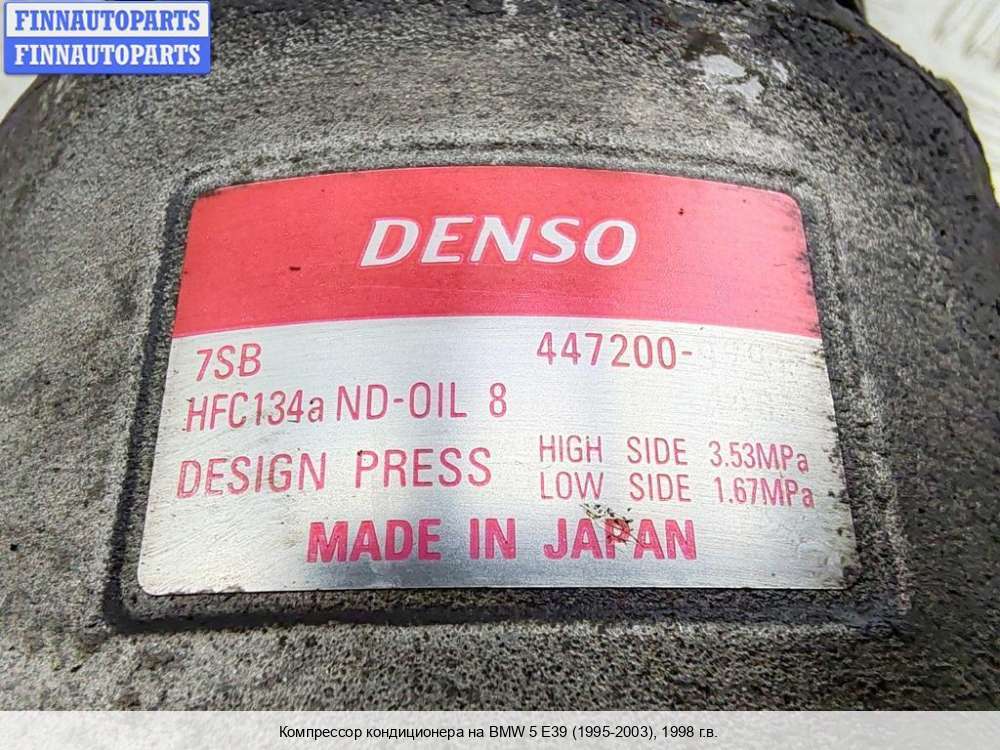 FINNAUTOPARTS
FINNAUTOPARTS
DENSO
7SB 447200-
HFC134a ND-OIL 8
DESIGN PRESS HIGH SIDE 3.53MPa
LOW SIDE 1.67MPa
MADE IN JAPAN
Компрессор кондиционера на BMW 5 E39 (1995-2003), 1998 г.в.